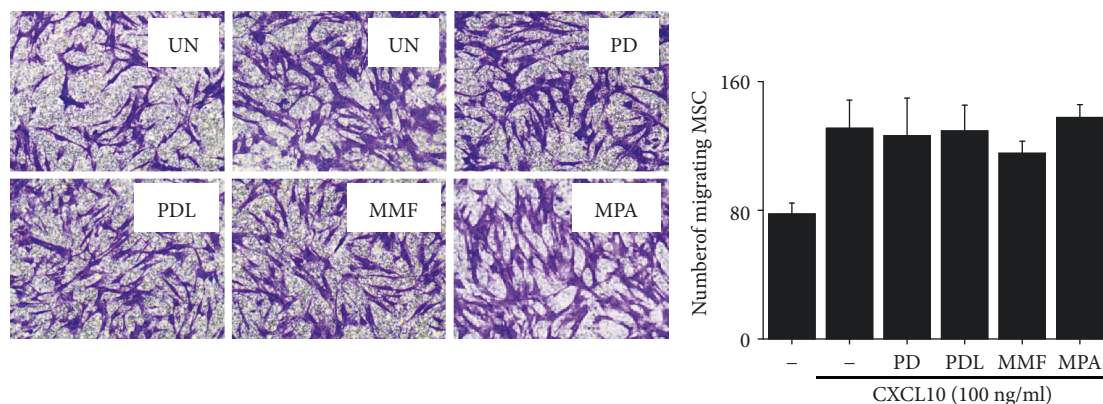 UN
UN
PD
PDL
MMF
MPA
Numberof migrating MSC
160
80
0
–
–
PD
PDL
MMF
MPA
CXCL10 (100 ng/ml)